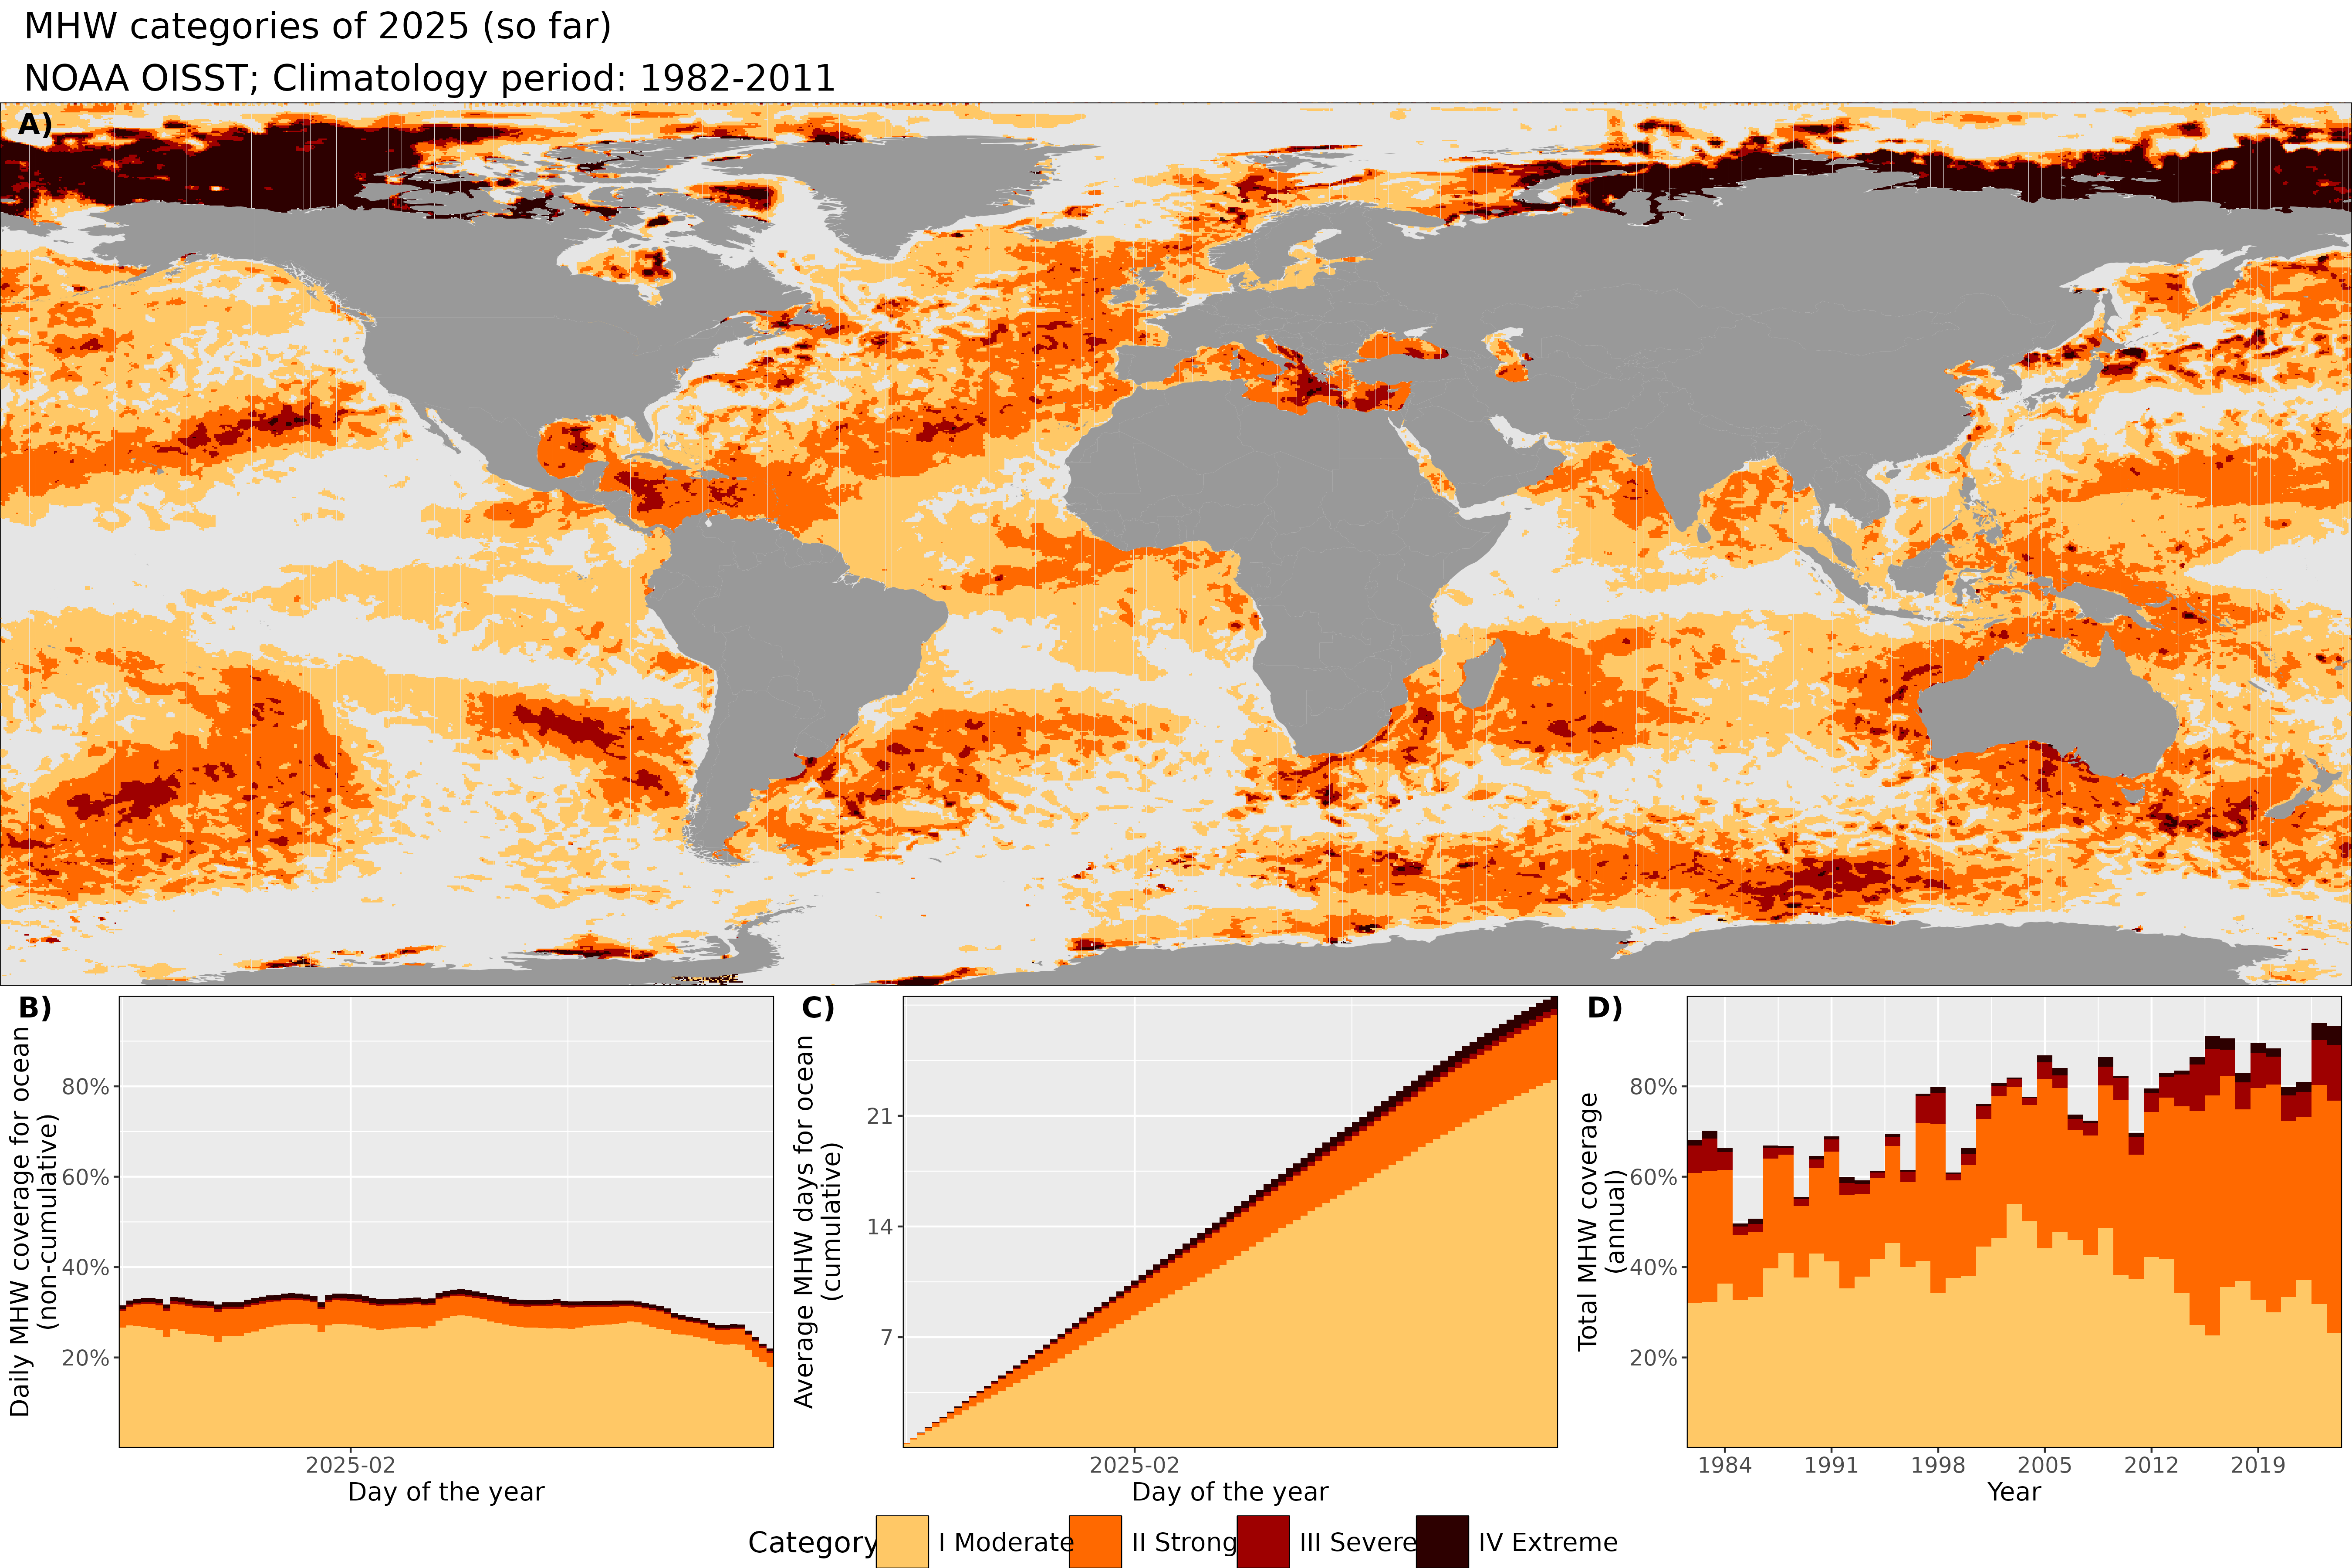 MHW categories of 2025 (so far)
NOAA OISST; Climatology period: 1982-2011
A)
B)
Daily MHW coverage for ocean
(non-cumulative)
80%
60%
40%
20%
2025-02
Day of the year
C)
Average MHW days for ocean
(cumulative)
21
14
7
2025-02
Day of the year
D)
Total MHW coverage
(annual)
80%
60%
40%
20%
1984 1991 1998 2005 2012 2019
Year
Category I Moderate II Strong III Severe IV Extreme